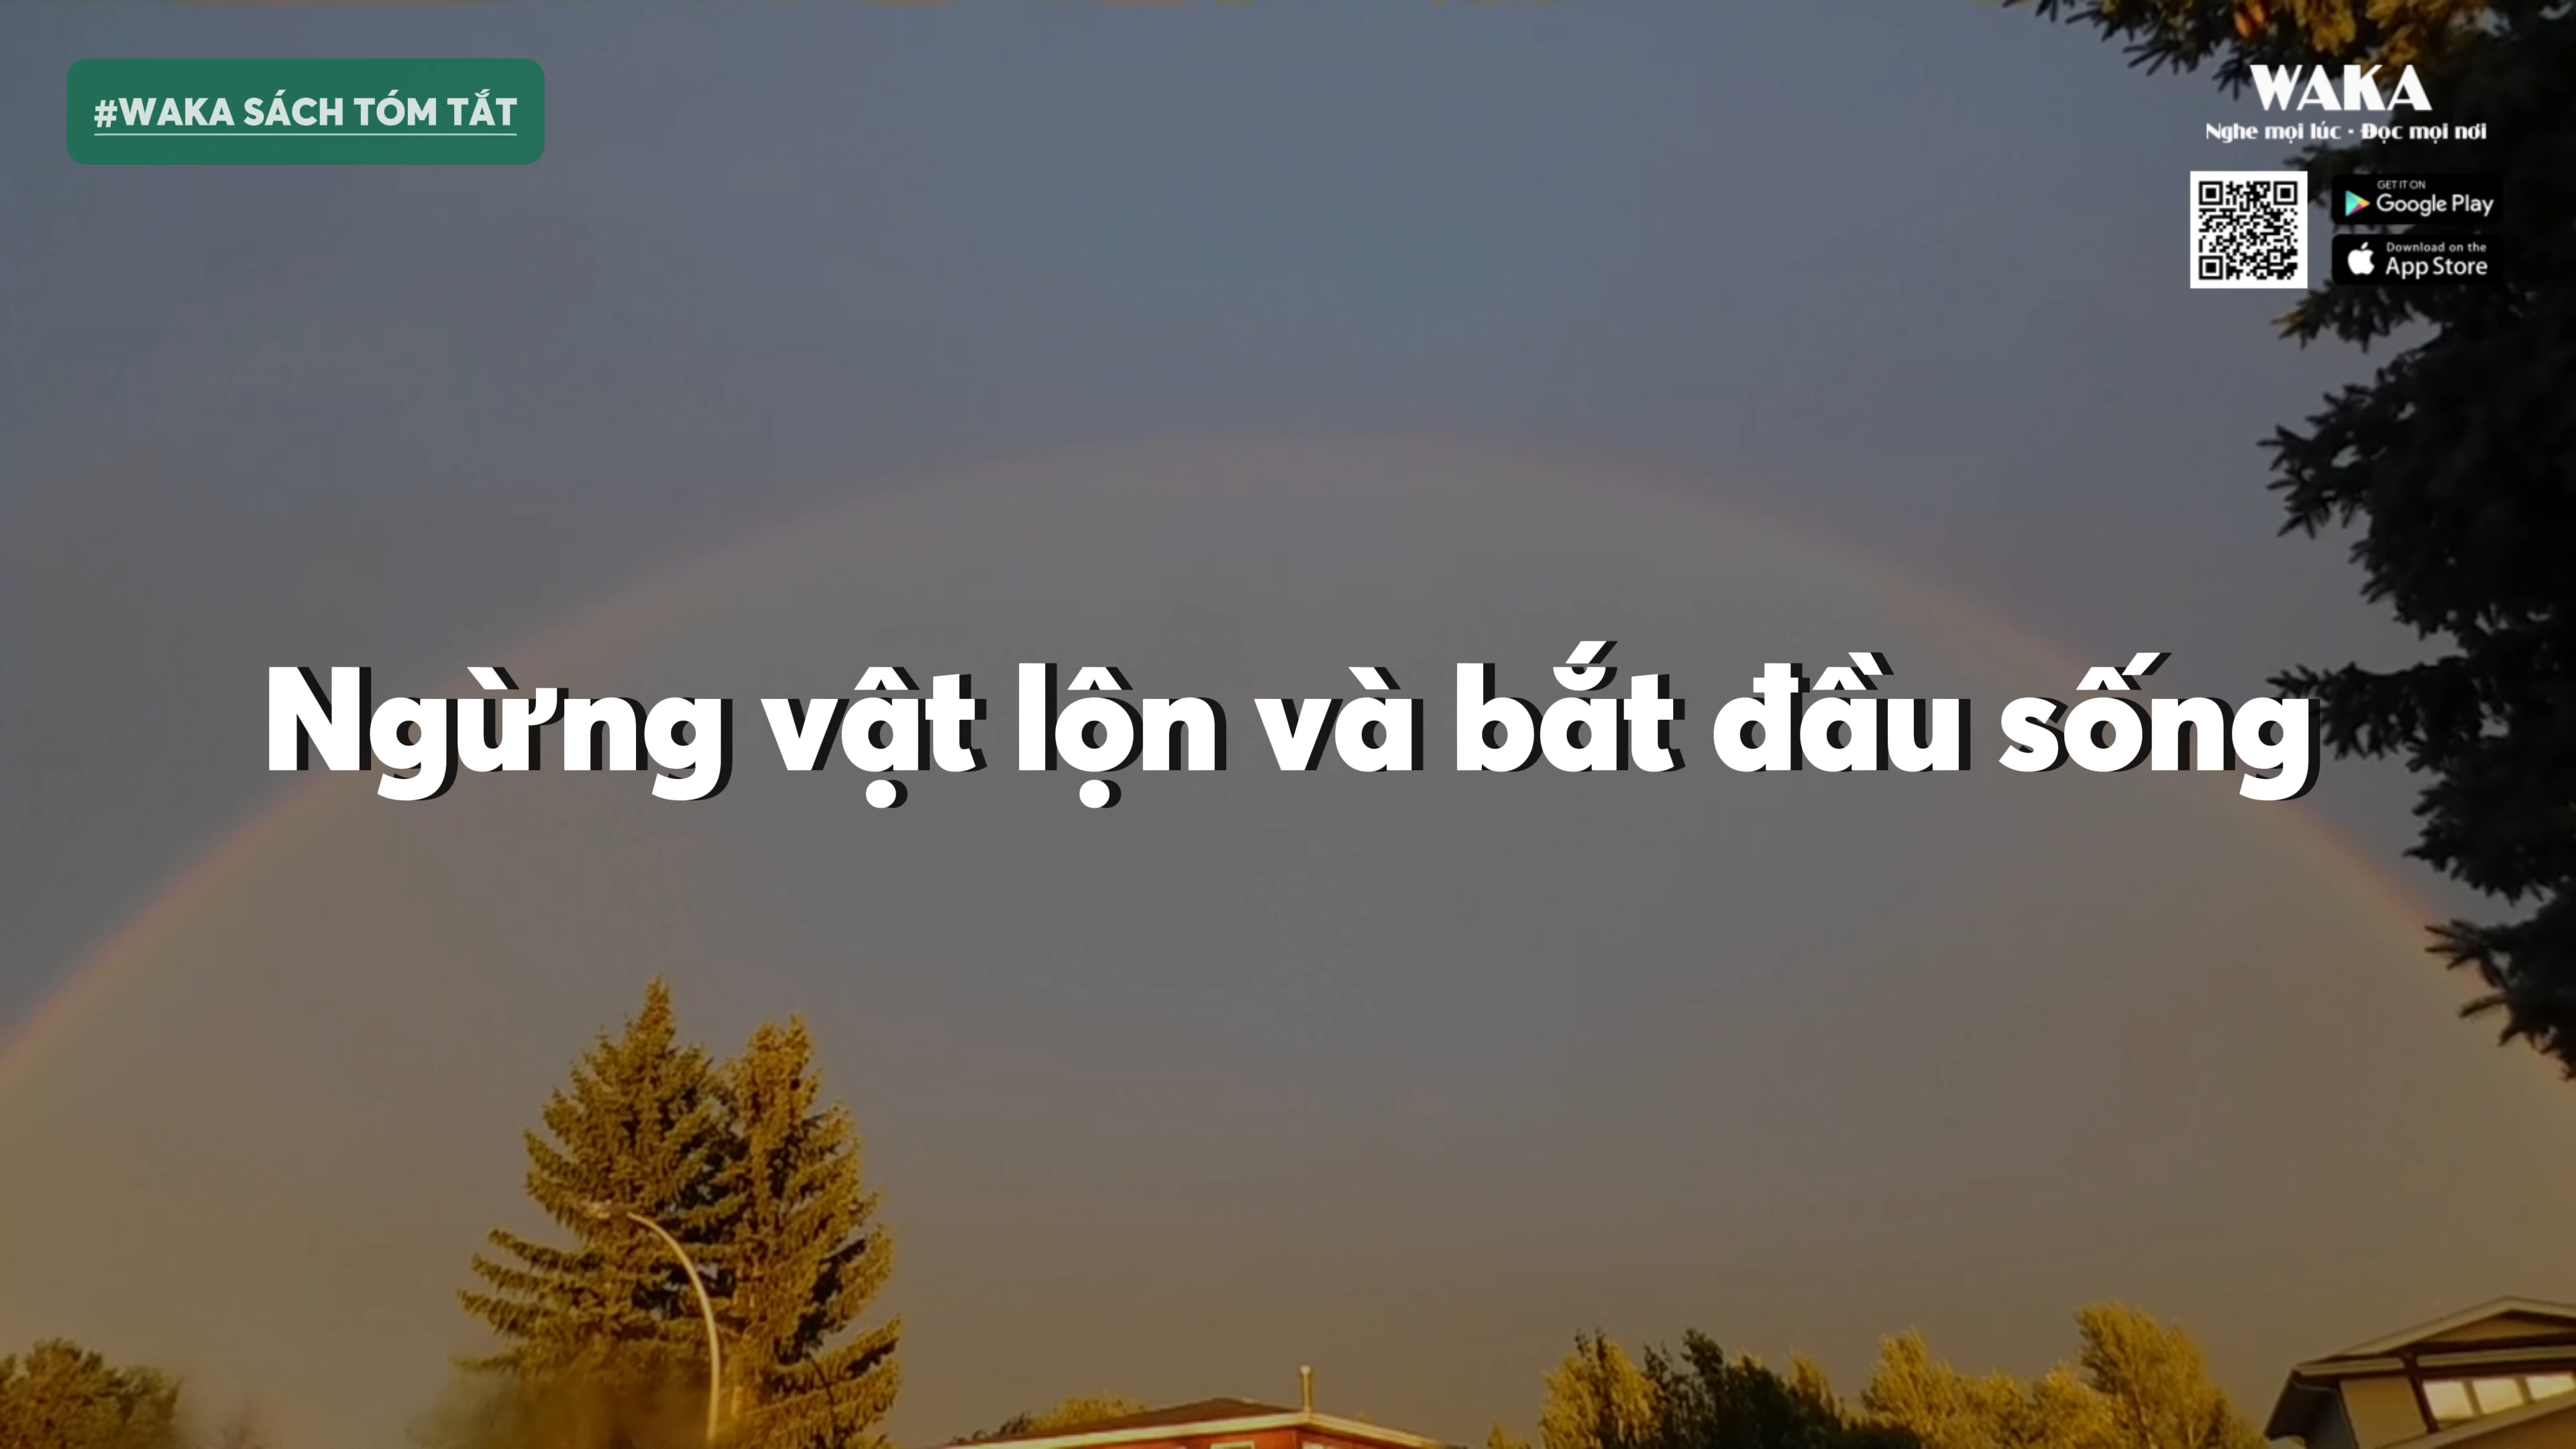 #WAKA SÁCH TÓM TẮT
WAKA
Nghe mọi lúc · Đọc mọi nơi
GET IT ON
Google Play
Download on the
App Store
Ngừng vật lộn và bắt đầu sống